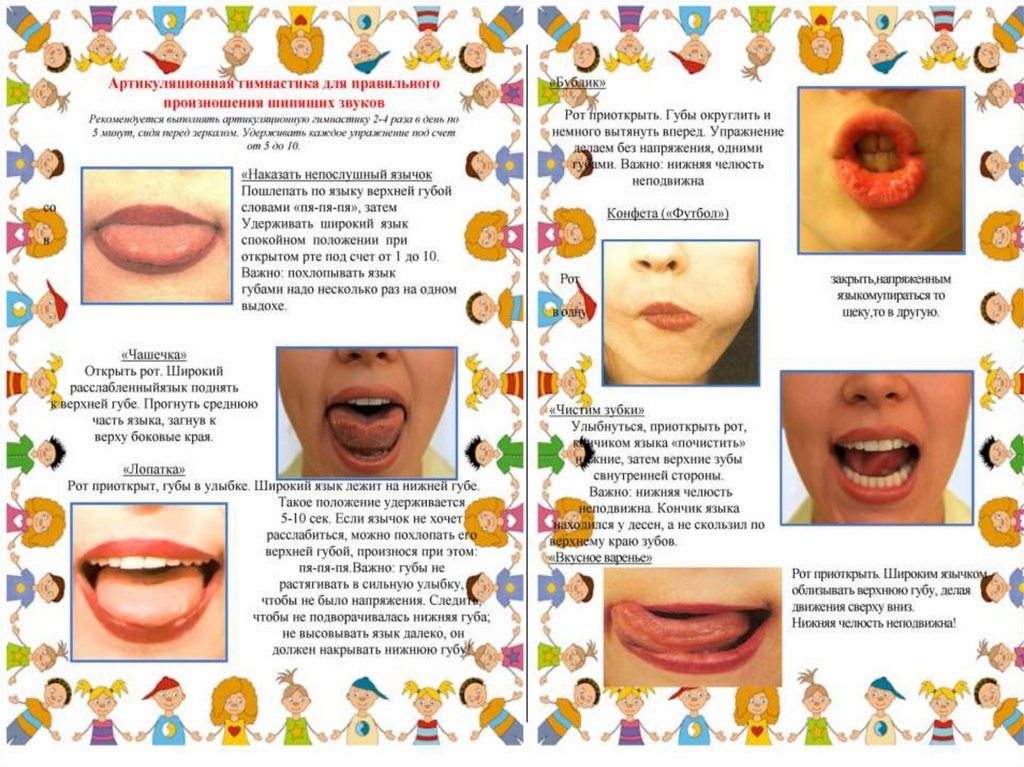 Артикуляционная гимнастика для правильного
произношения шипящих звуков
Рекомендуется выполнять артикуляционную гимнастику 2-4 раза в день по
5 минут, сидя перед зеркалом. Удерживать каждое упражнение под счет
от 5 до 10.
«Наказать непослушный язычок
Пошлепать по языку верхней губой
со словами «пя-пя-пя», затем
Удерживать широкий язык
в спокойном положении при
открытом рте под счет от 1 до 10.
Важно: похлопывать язык
губами надо несколько раз на одном
выдохе.
«Чашечка»
Открыть рот. Широкий
расслабленныйязык поднять
к верхней губе. Прогнуть среднюю
часть языка, загнув к
верху боковые края.
«Лопатка»
Рот приоткрыт, губы в улыбке. Широкий язык лежит на нижней губе.
Такое положение удерживается
5-10 сек. Если язычок не хочет
расслабиться, можно похлопать его
верхней губой, произнося при этом:
пя-пя-пя.Важно: губы не
растягивать в сильную улыбку,
чтобы не было напряжения. Следить,
чтобы не подворачивалась нижняя губа;
не высовывать язык далеко, он
должен накрывать нижнюю губу!
«Бублик»
Рот приоткрыть. Губы округлить и
немного вытянуть вперед. Упражнение
делаем без напряжения, одними
губами. Важно: нижняя челюсть
неподвижна
Конфета («Футбол»)
Рот закрыть,напряженным
языкомупираться то
в одну щеку,то в другую.
«Чистим зубки»
Улыбнуться, приоткрыть рот,
кончиком языка «почистить»
нижние, затем верхние зубы
свнутренней стороны.
Важно: нижняя челюсть
неподвижна. Кончик языка
находился у десен, а не скользил по
верхнему краю зубов.
«Вкусное варенье»
Рот приоткрыть. Широким язычком
облизывать верхнюю губу, делая
движения сверху вниз.
Нижняя челюсть неподвижна!